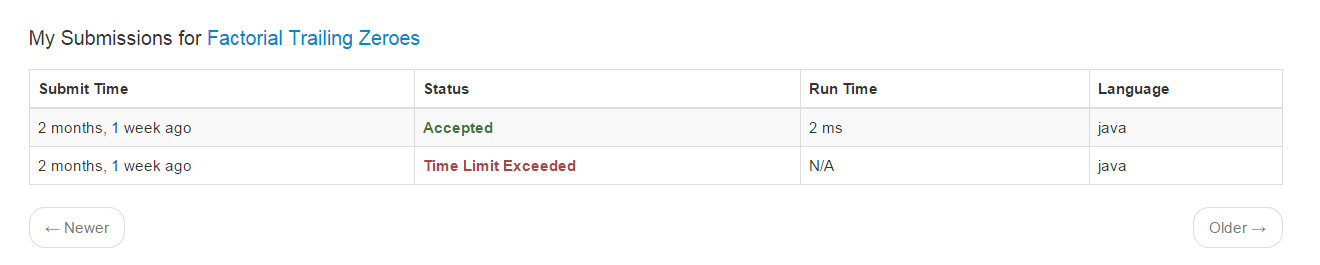 My Submissions for Factorial Trailing Zeroes
Submit Time Status Run Time Language
2 months, 1 week ago Accepted 2 ms java
2 months, 1 week ago Time Limit Exceeded N/A java
← Newer Older →